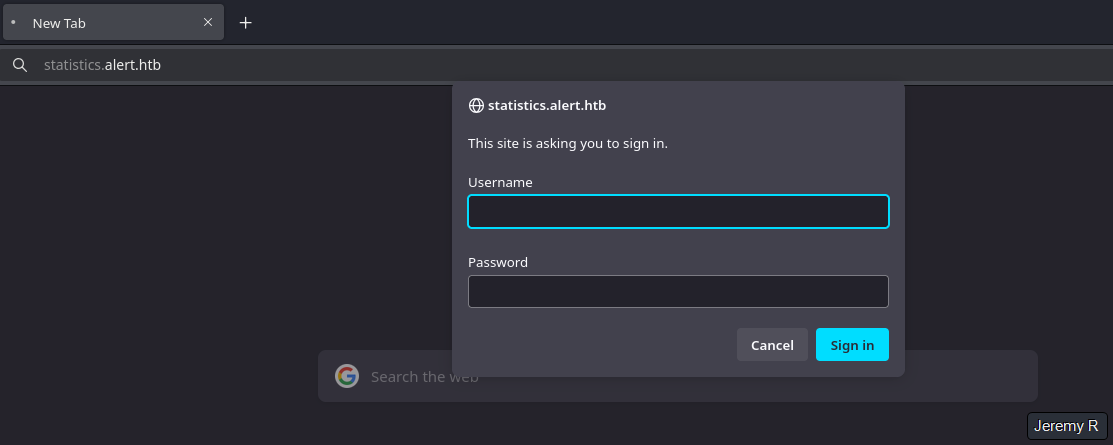 New Tab
statistics.alert.htb
statistics.alert.htb
This site is asking you to sign in.
Username
Password
Cancel
Sign in
Search the web
Jeremy R